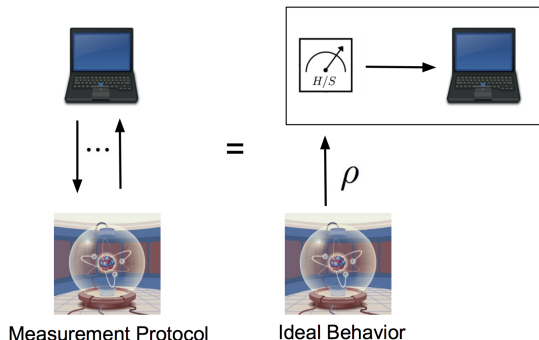 H/S
...
=
ρ
Measurement Protocol
Ideal Behavior